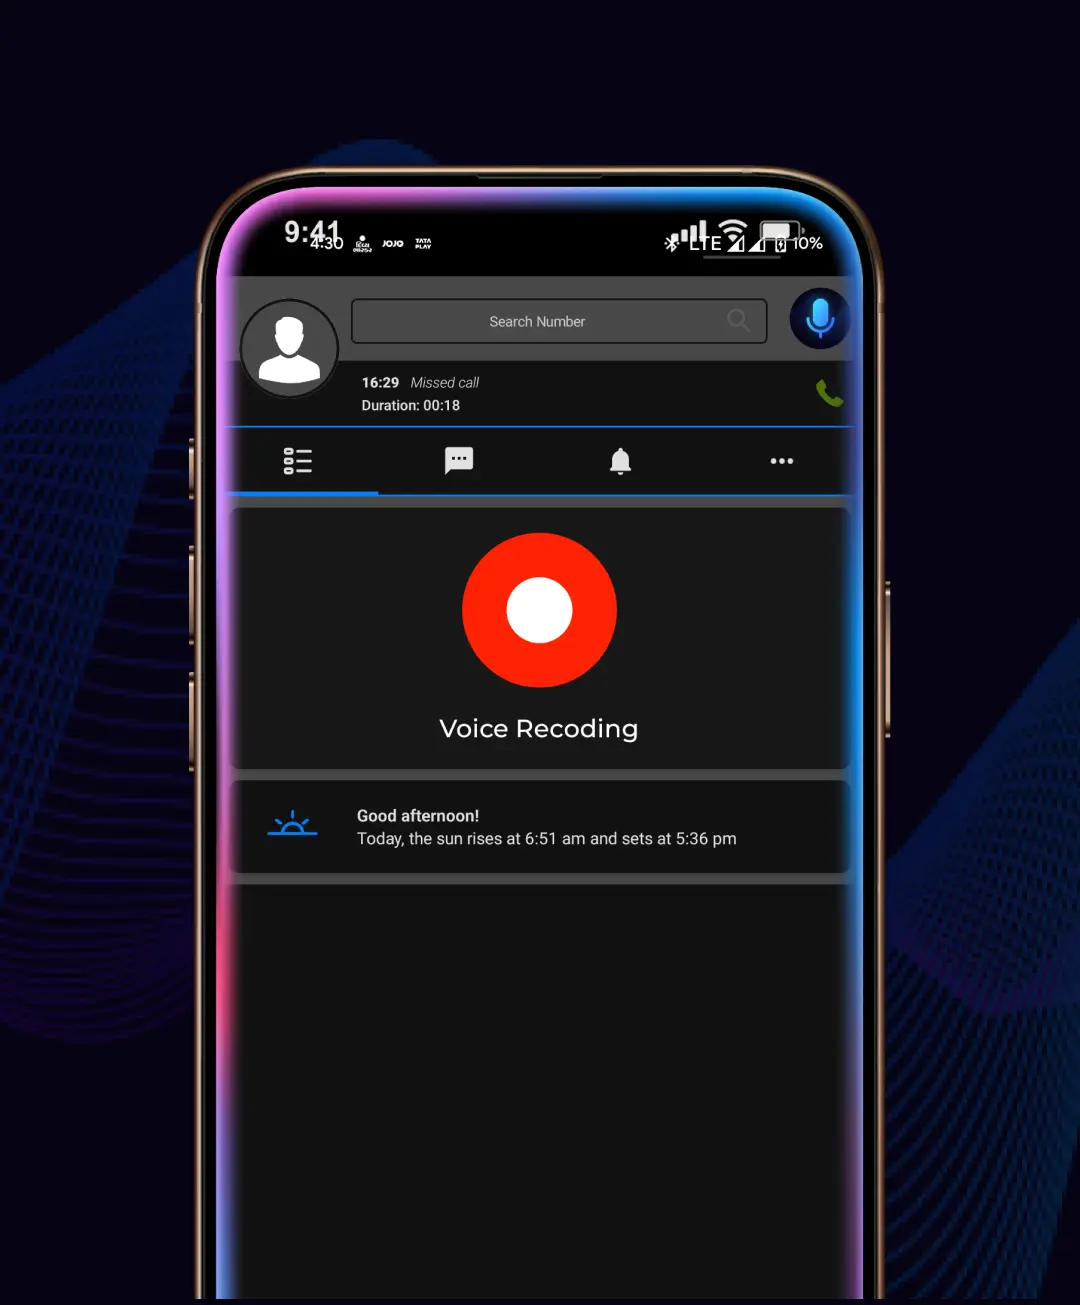 9:41
4:30 JOJO TATA PLAY LTE 10%
Search Number
16:29 Missed call
Duration: 00:18
Voice Recoding
Good afternoon!
Today, the sun rises at 6:51 am and sets at 5:36 pm